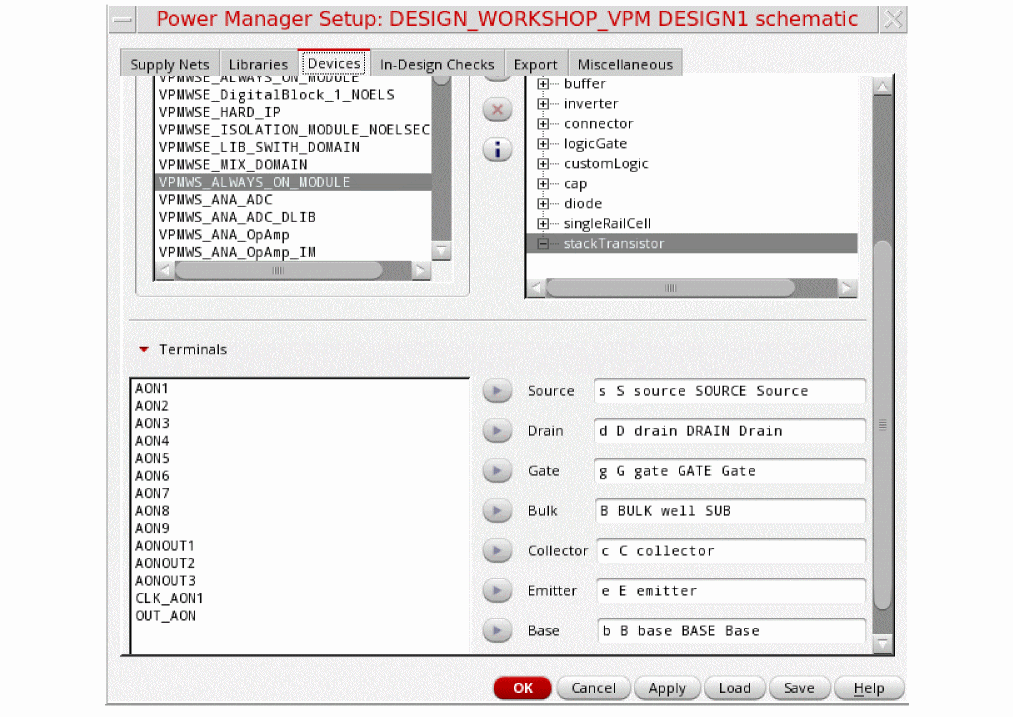 Power Manager Setup: DESIGN_WORKSHOP_VPM DESIGN1 schematic
Supply Nets Libraries Devices In-Design Checks Export Miscellaneous
VPMWSE_ALWAYS_ON_MODULE
VPMWSE_DigitalBlock_1_NOELS
VPMWSE_HARD_IP
VPMWSE_ISOLATION_MODULE_NOELSEC
VPMWSE_LIB_SWITH_DOMAIN
VPMWSE_MIX_DOMAIN
VPMWS_ALWAYS_ON_MODULE
VPMWS_ANA_ADC
VPMWS_ANA_ADC_DLIB
VPMWS_ANA_OpAmp
VPMWS_ANA_OpAmp_IM
buffer
inverter
connector
logicGate
customLogic
cap
diode
singleRailCell
stackTransistor
Terminals
AON1
AON2
AON3
AON4
AON5
AON6
AON7
AON8
AON9
AONOUT1
AONOUT2
AONOUT3
CLK_AON1
OUT_AON
Source s S source SOURCE Source
Drain d D drain DRAIN Drain
Gate g G gate GATE Gate
Bulk B BULK well SUB
Collector c C collector
Emitter e E emitter
Base b B base BASE Base
OK Cancel Apply Load Save Help